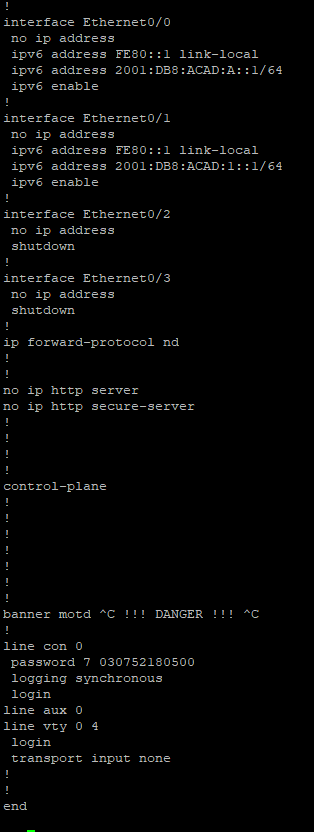 !
interface Ethernet0/0
 no ip address
 ipv6 address FE80::1 link-local
 ipv6 address 2001:DB8:ACAD:A::1/64
 ipv6 enable
!
interface Ethernet0/1
 no ip address
 ipv6 address FE80::1 link-local
 ipv6 address 2001:DB8:ACAD:1::1/64
 ipv6 enable
!
interface Ethernet0/2
 no ip address
 shutdown
!
interface Ethernet0/3
 no ip address
 shutdown
!
ip forward-protocol nd
!
!
no ip http server
no ip http secure-server
!
!
!
!
control-plane
!
!
!
!
!
!
!
banner motd ^C !!! DANGER !!! ^C
!
line con 0
 password 7 030752180500
 logging synchronous
 login
line aux 0
line vty 0 4
 login
 transport input none
!
!
end